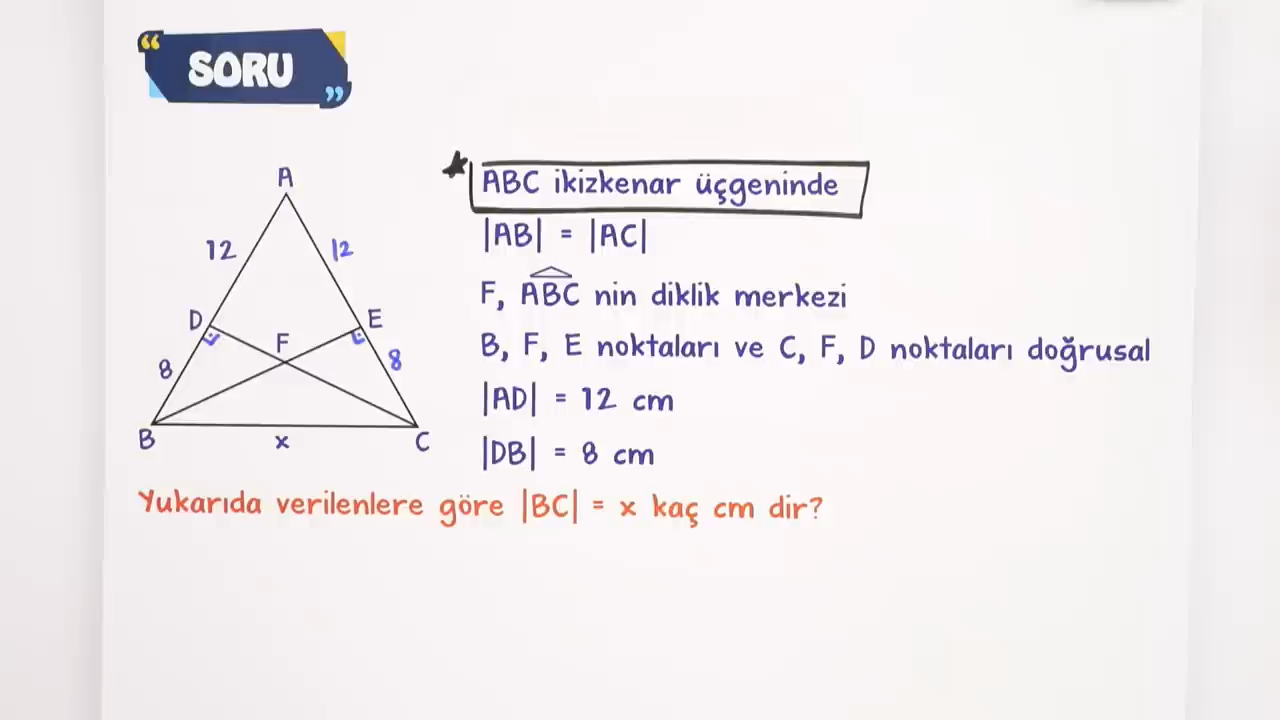 “ SORU ”
A
★ ABC ikizkenar üçgeninde
12
12
|AB| = |AC|
F, ABC nin diklik merkezi
D
E
F
B, F, E noktaları ve C, F, D noktaları doğrusal
8
8
|AD| = 12 cm
B
x
C
|DB| = 8 cm
Yukarıda verilenlere göre |BC| = x kaç cm dir?